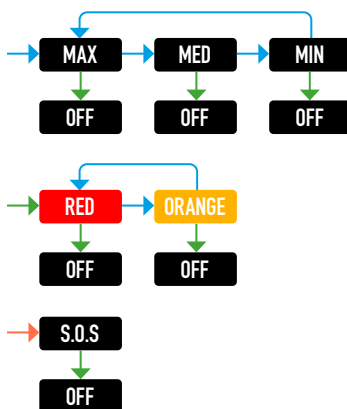 MAX MED MIN
OFF OFF OFF
RED ORANGE
OFF OFF
S.O.S
OFF